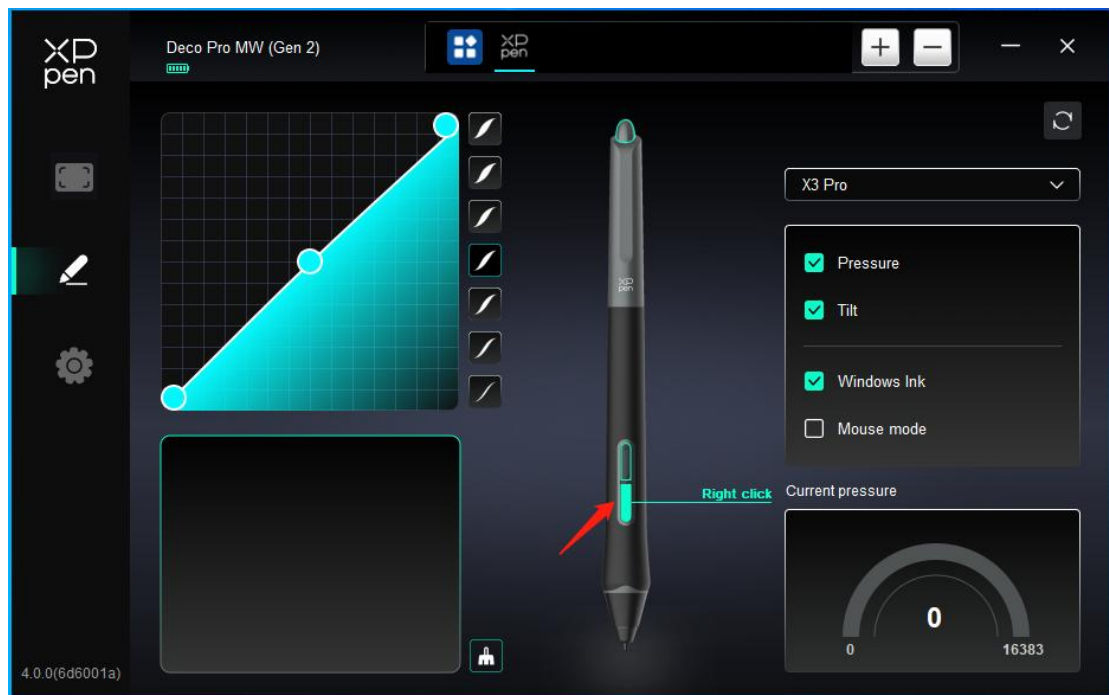 XP
pen
Deco Pro MW (Gen 2)
XP
pen
X3 Pro
Pressure
Tilt
XP
pen
Windows Ink
Mouse mode
Right click
Current pressure
0
0
16383
4.0.0(6d6001a)